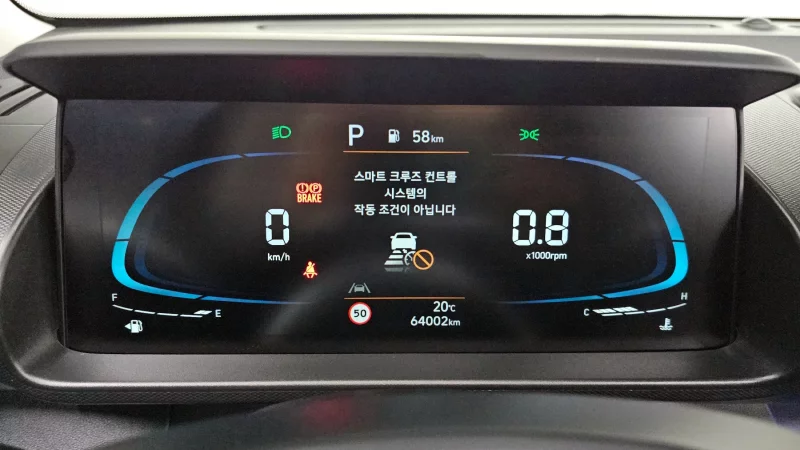 P 58km
스마트 크루즈 컨트롤
시스템의
작동 조건이 아닙니다
P
BRAKE
0
km/h
0.8
x1000rpm
F
E
50
20℃
64002km
C
H